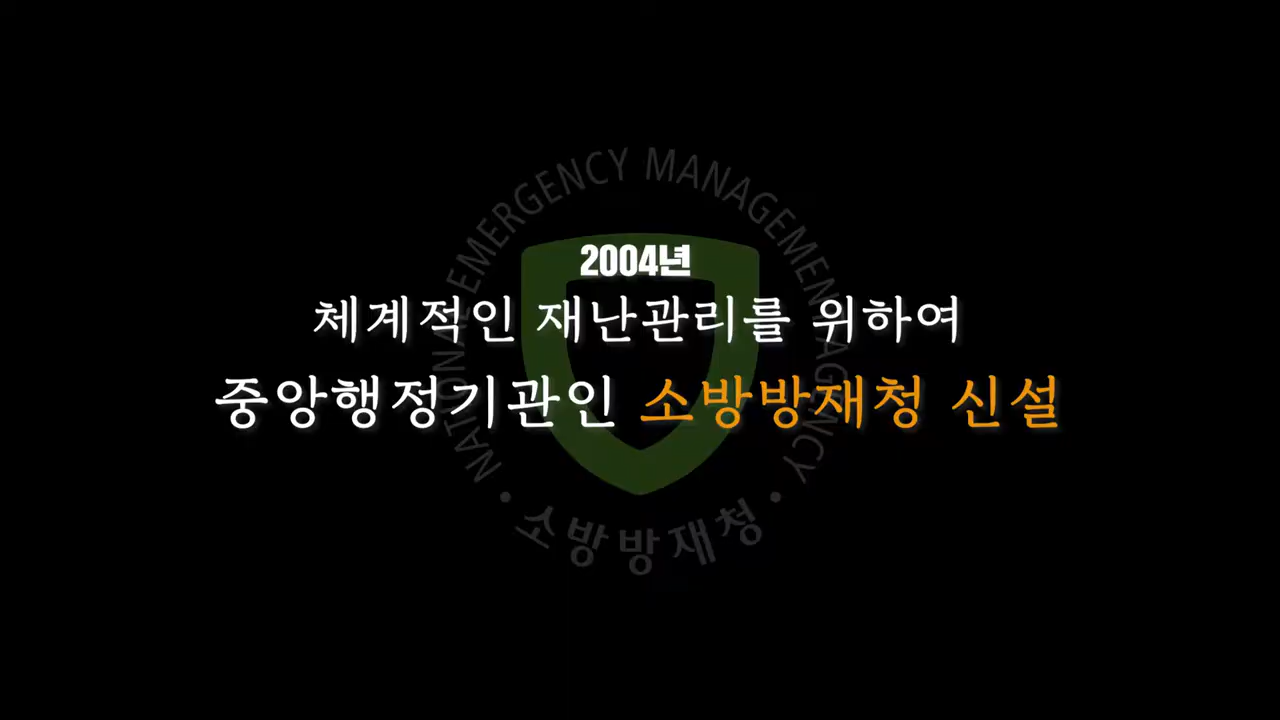 NATIONAL EMERGENCY MANAGEMENT AGENCY
2004년
체계적인 재난관리를 위하여
중앙행정기관인 소방방재청 신설
• 소방방재청 •